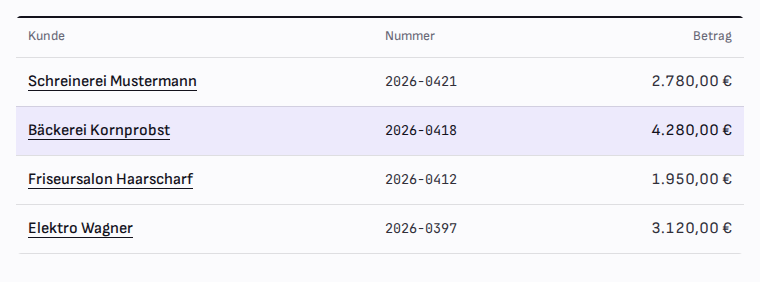 Kunde Nummer Betrag
Schreinerei Mustermann 2026-0421 2.780,00 €
Bäckerei Kornprobst 2026-0418 4.280,00 €
Friseursalon Haarscharf 2026-0412 1.950,00 €
Elektro Wagner 2026-0397 3.120,00 €